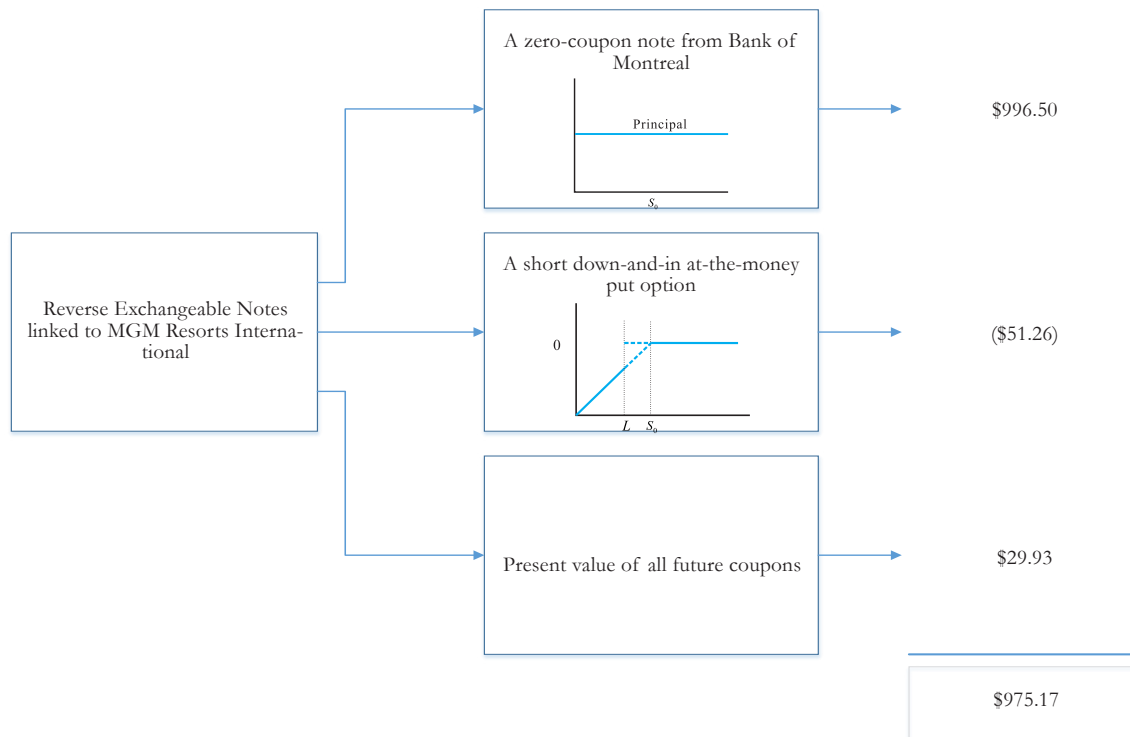 A zero-coupon note from Bank of
Montreal
Principal
S₀
$996.50
Reverse Exchangeable Notes
linked to MGM Resorts Interna-
tional
A short down-and-in at-the-money
put option
0
L S₀
($51.26)
Present value of all future coupons
$29.93
$975.17